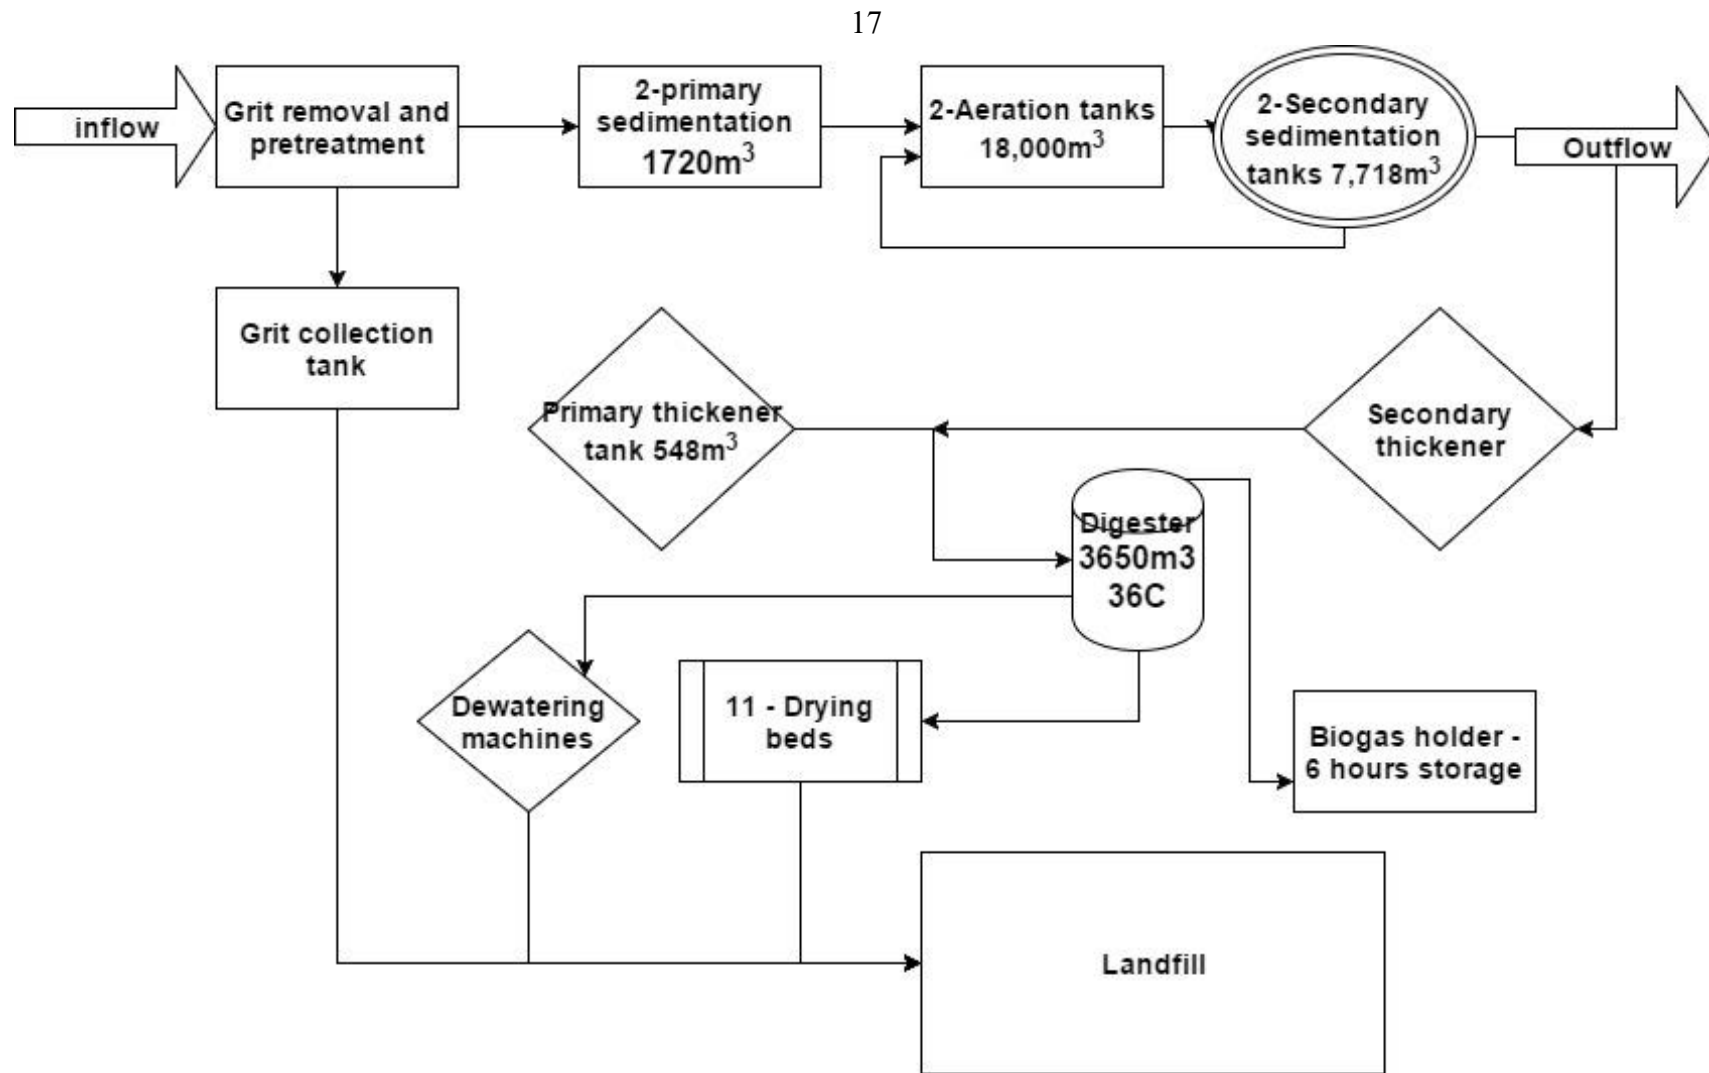 17
inflow
Grit removal and
pretreatment
2-primary
sedimentation
1720m³
2-Aeration tanks
18,000m³
2-Secondary
sedimentation
tanks 7,718m³
Outflow
Grit collection
tank
Primary thickener
tank 548m³
Secondary
thickener
Digester
3650m3
36C
Dewatering
machines
11 - Drying
beds
Biogas holder -
6 hours storage
Landfill